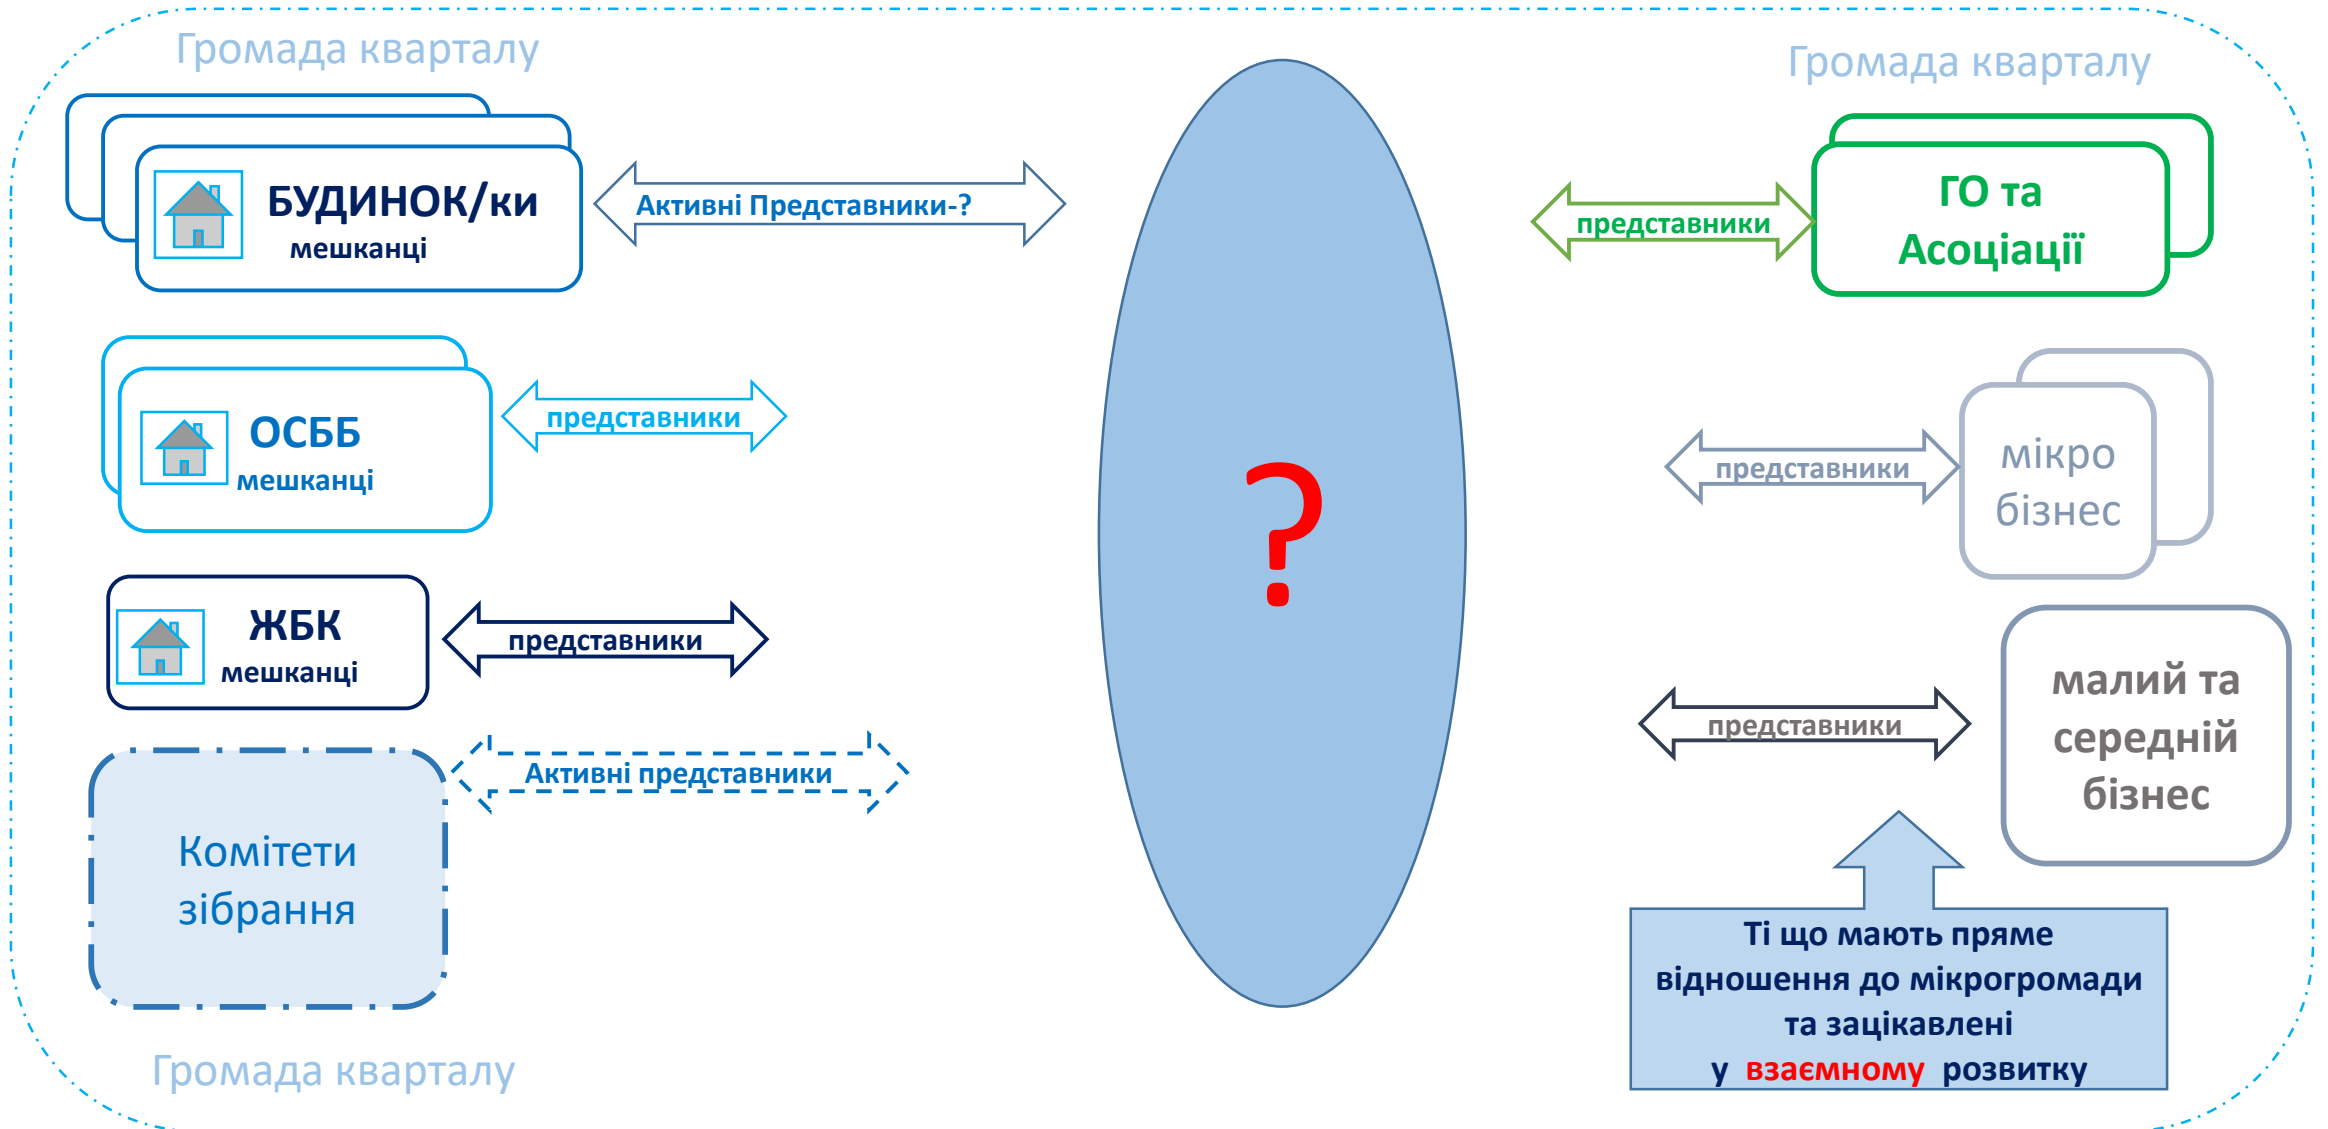 Громада кварталу
Громада кварталу
БУДИНОК/ки
мешканці
Активні Представники-?
представники
ГО та
Асоціації
ОСББ
мешканці
представники
?
представники
мікро
бізнес
ЖБК
мешканці
представники
представники
малий та
середній
бізнес
Активні представники
Комітети
зібрання
Ті що мають пряме
відношення до мікрогромади
та зацікавлені
у взаємному розвитку
Громада кварталу